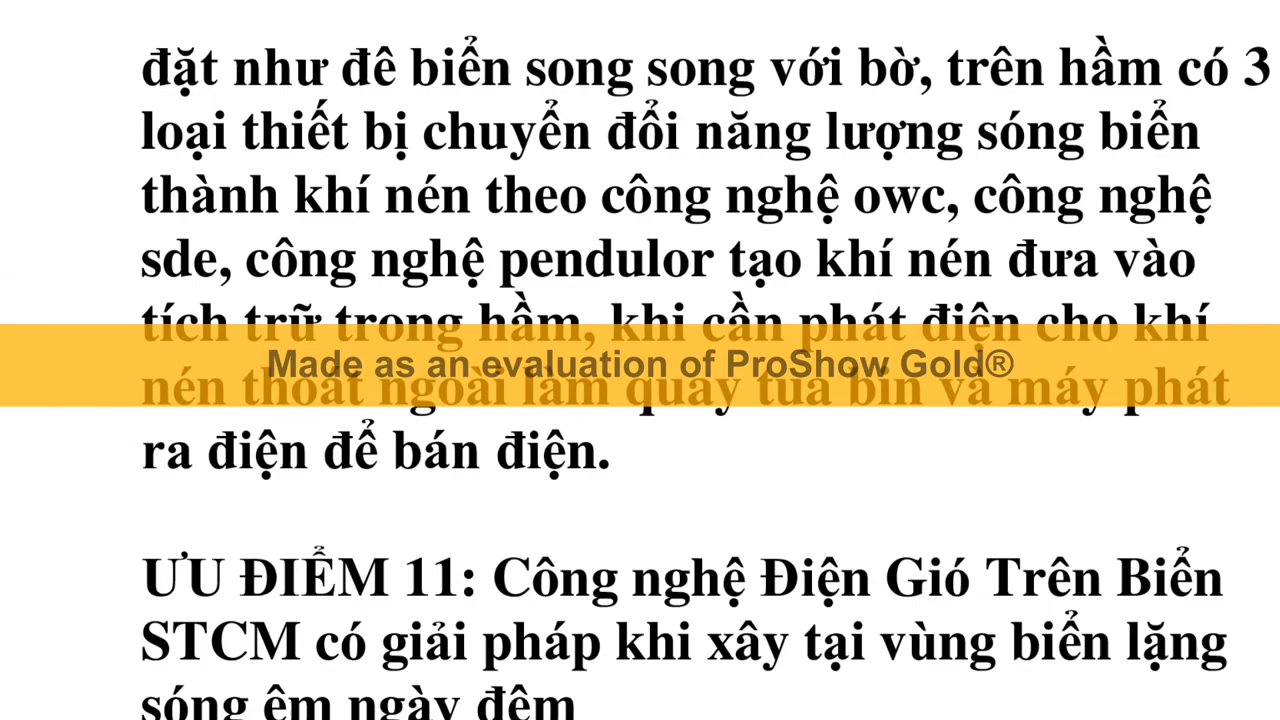 đặt như đê biển song song với bờ, trên hầm có 3
loại thiết bị chuyển đổi năng lượng sóng biển
thành khí nén theo công nghệ owc, công nghệ
sde, công nghệ pendulor tạo khí nén đưa vào
tích trữ trong hầm, khi cần phát điện cho khí
Made as an evaluation of ProShow Gold®
nén thoát ngoài làm quay tua bin và máy phát
ra điện để bán điện.
ƯU ĐIỂM 11: Công nghệ Điện Gió Trên Biển
STCM có giải pháp khi xây tại vùng biển lặng
sóng êm ngày đêm